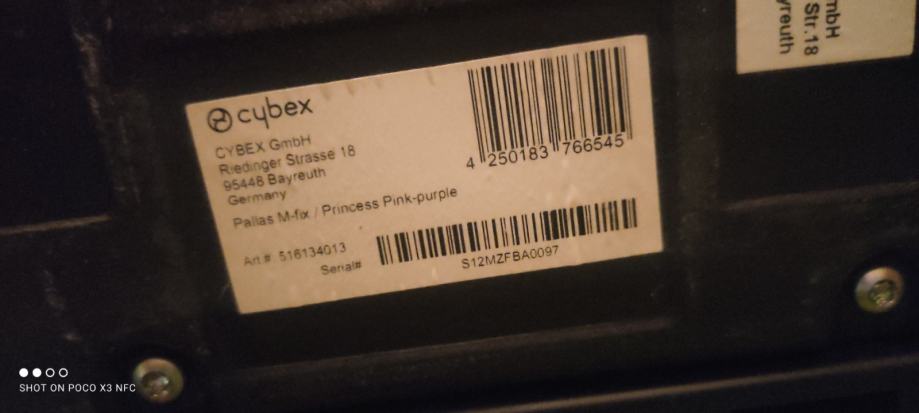 cybex
CYBEX GmbH
Riedinger Strasse 18
95448 Bayreuth
Germany
Pallas M-fix / Princess Pink-purple
Art.#: 516134013
Serial#
4 250183 766545
S12MZFBA0097
mbH
Str.18
yreuth
SHOT ON POCO X3 NFC